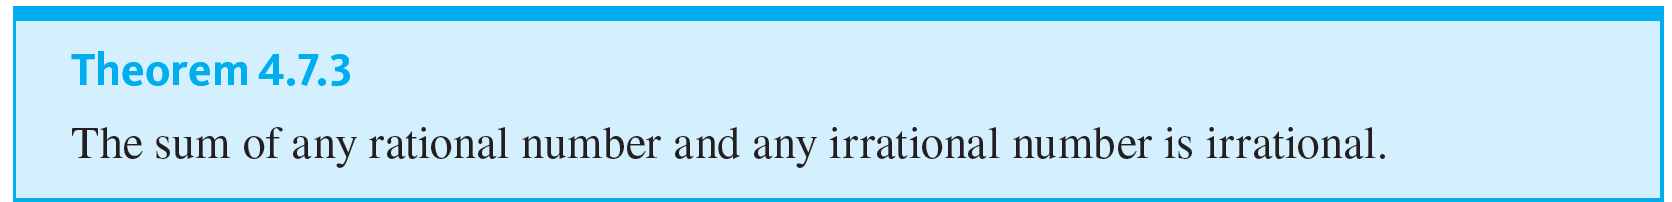 Theorem 4.7.3
The sum of any rational number and any irrational number is irrational.